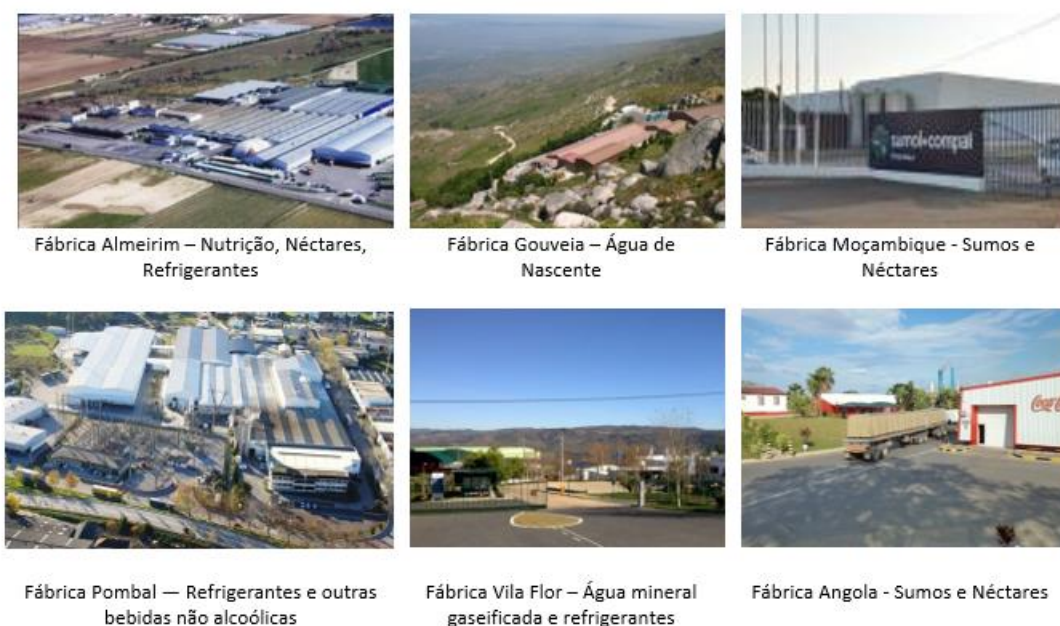 sumol+compal
Fábrica Almeirim – Nutrição, Néctares,
Refrigerantes
Fábrica Gouveia – Água de
Nascente
Fábrica Moçambique - Sumos e
Néctares
Fábrica Pombal — Refrigerantes e outras
bebidas não alcoólicas
Fábrica Vila Flor – Água mineral
gaseificada e refrigerantes
Fábrica Angola - Sumos e Néctares